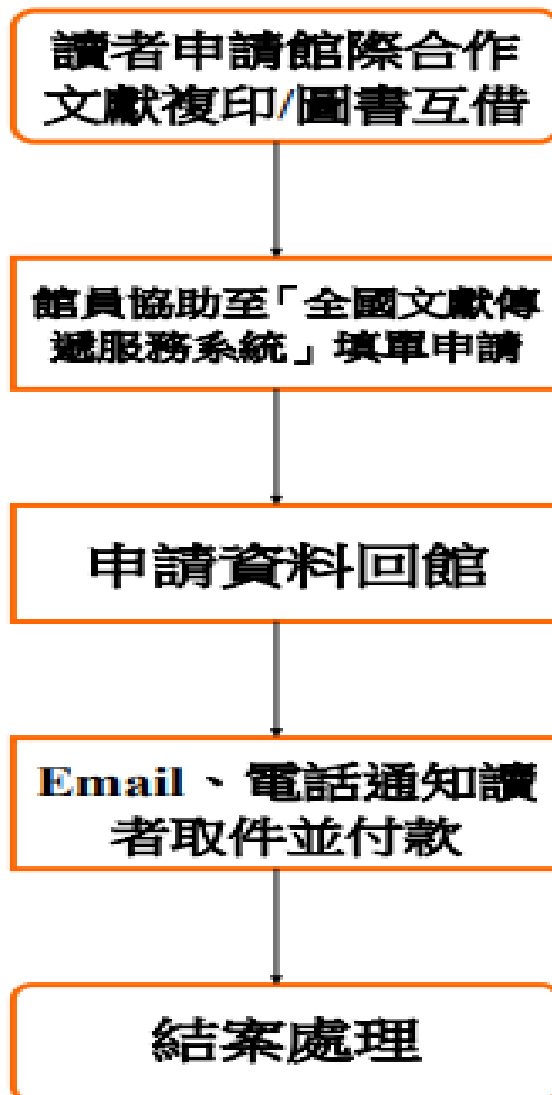 讀者申請館際合作
文獻複印/圖書互借
館員協助至「全國文獻傳
遞服務系統」填單申請
申請資料回館
Email、電話通知讀
者取件並付款
結案處理